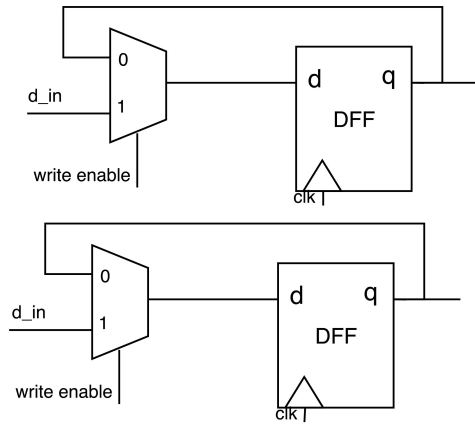 0
d q
d_in
1
DFF
write enable
clk
0
d_in
d q
1
DFF
write enable
clk